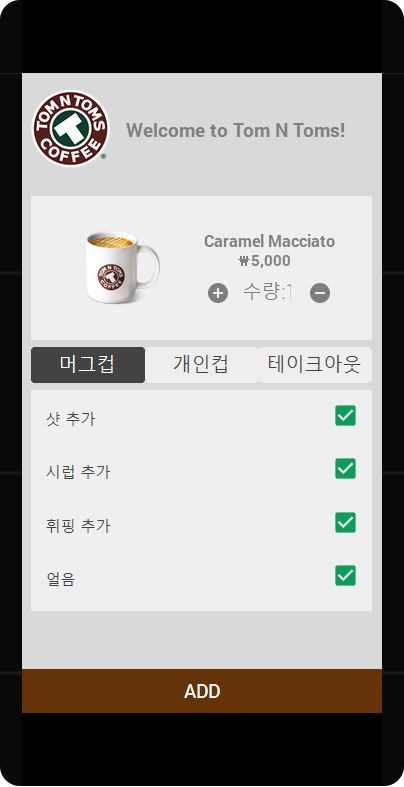 TOM N TOMS
COFFEE
®
Welcome to Tom N Toms!
Caramel Macciato
₩5,000
수량:1
머그컵 개인컵 테이크아웃
샷 추가
시럽 추가
휘핑 추가
얼음
ADD